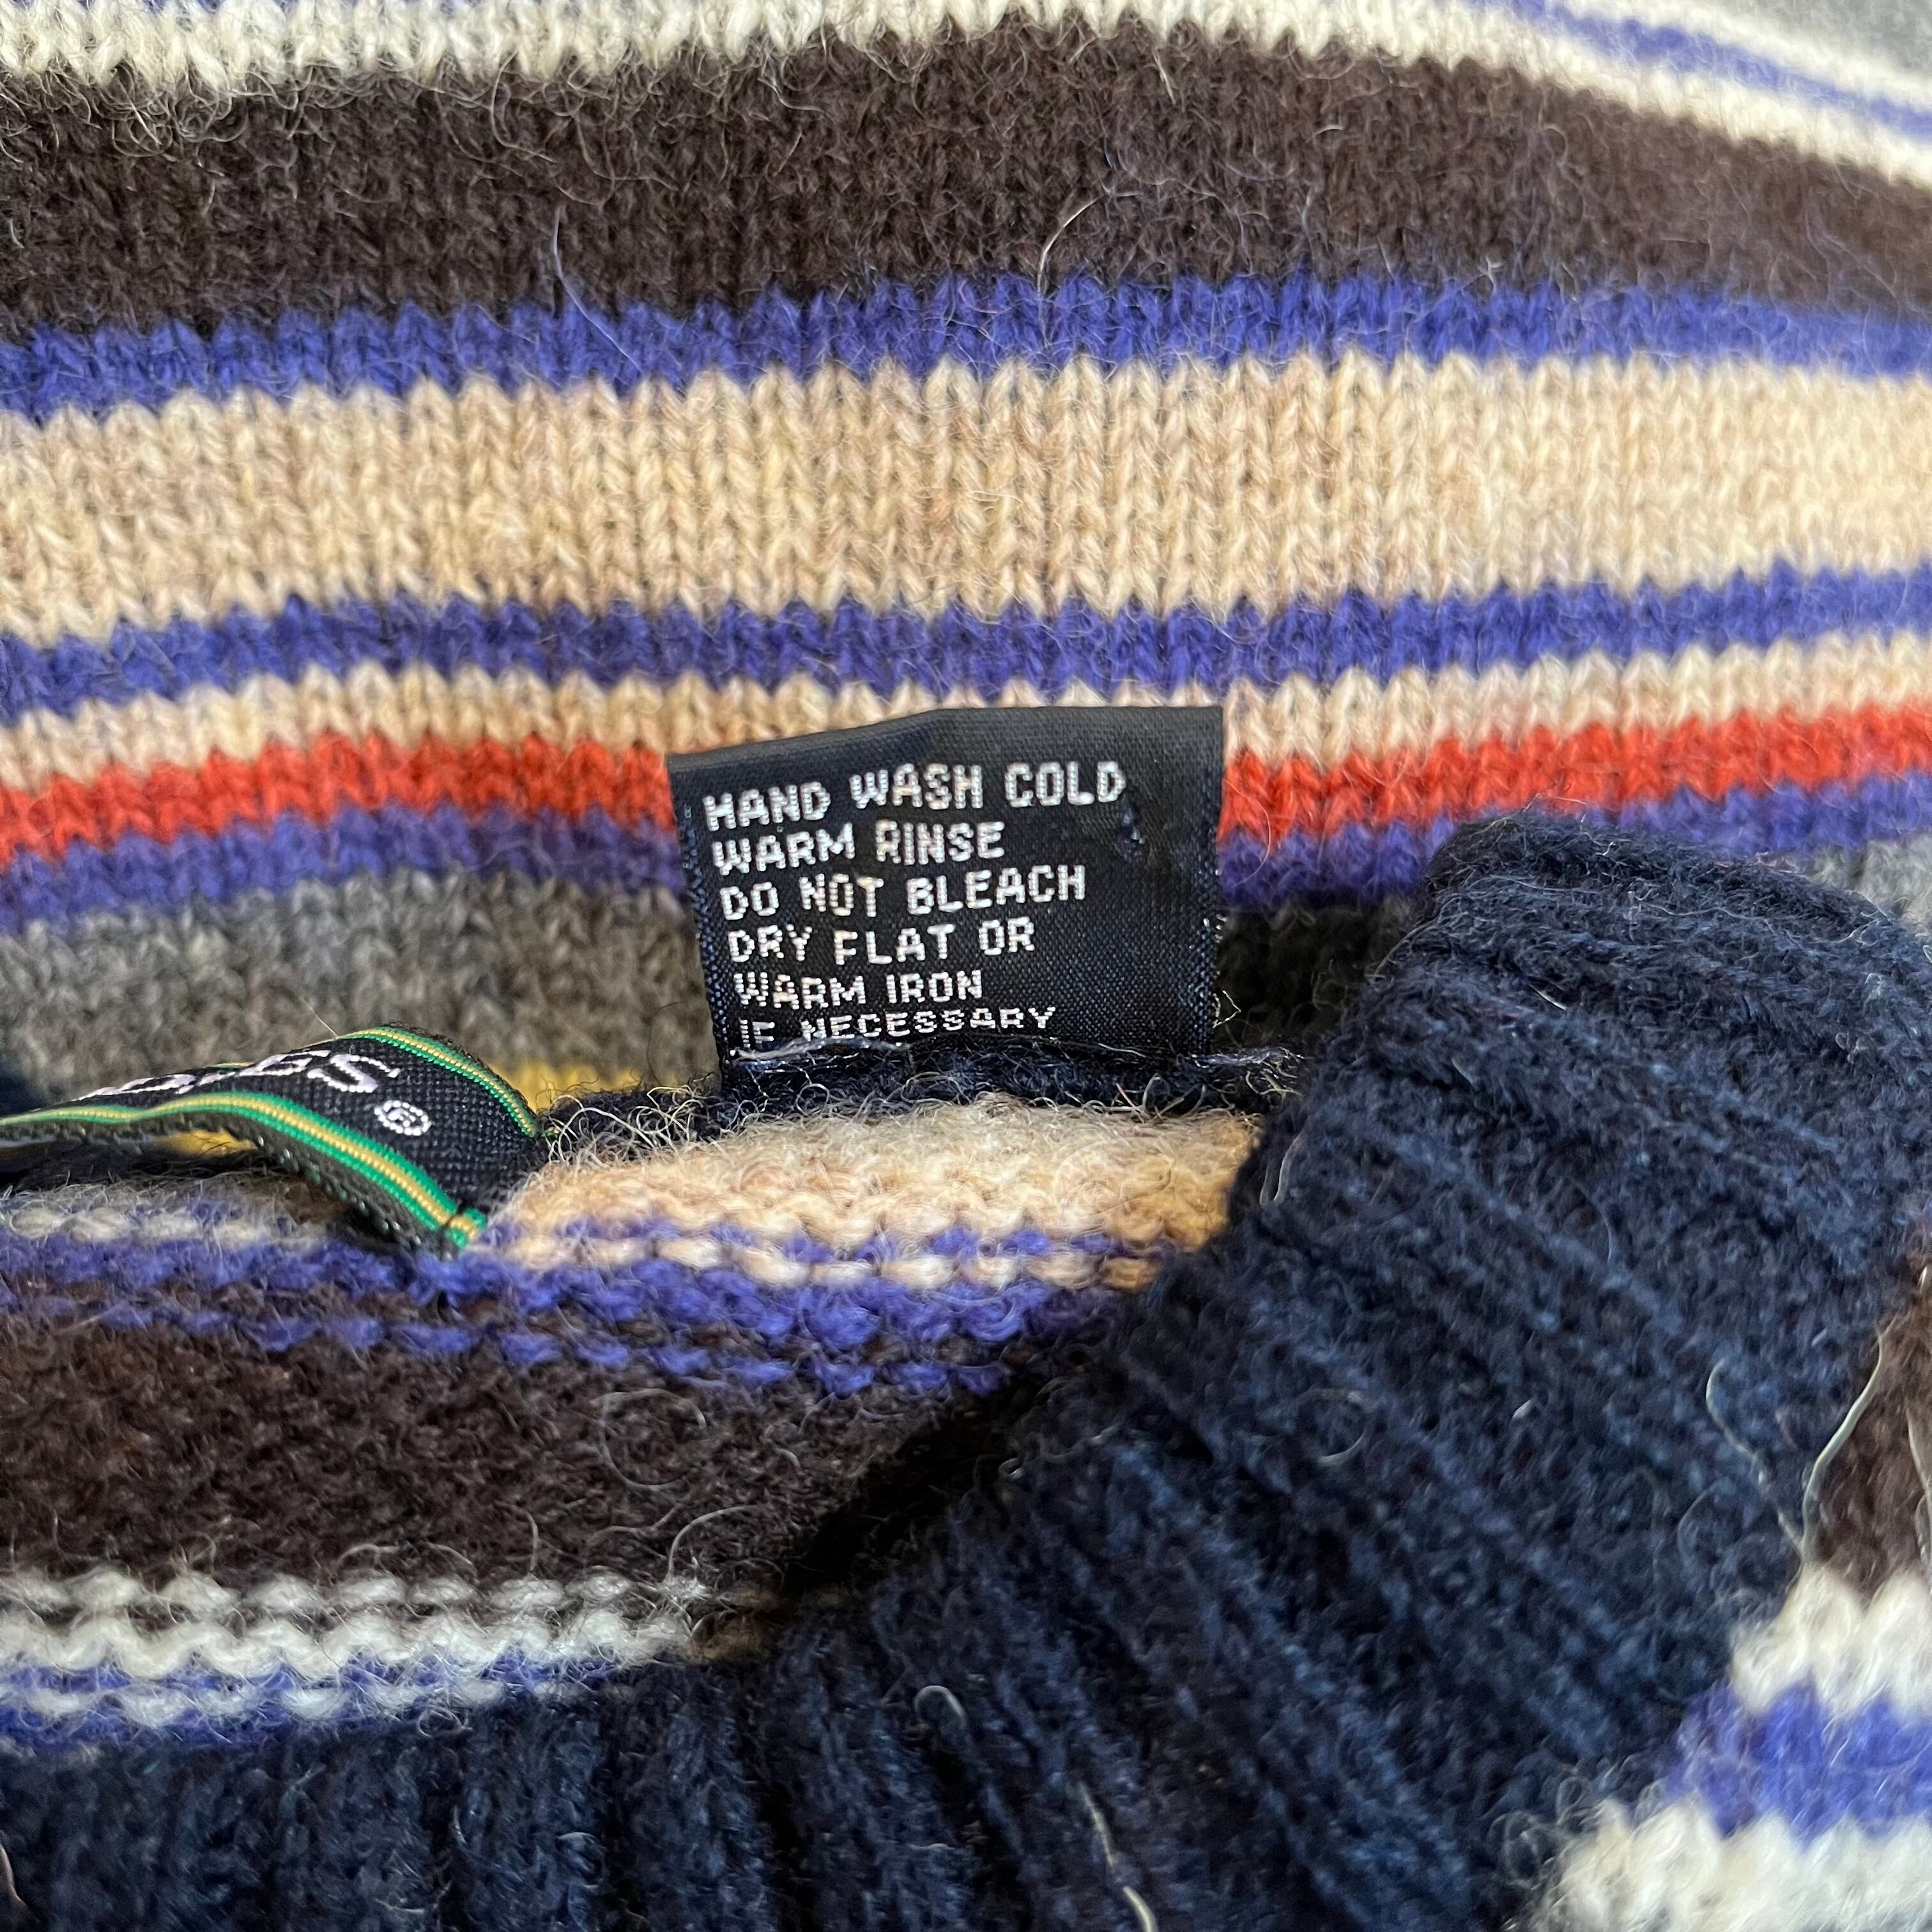 HAND WASH COLD
WARM RINSE
DO NOT BLEACH
DRY FLAT OR
WARM IRON
IF NECESSARY
®